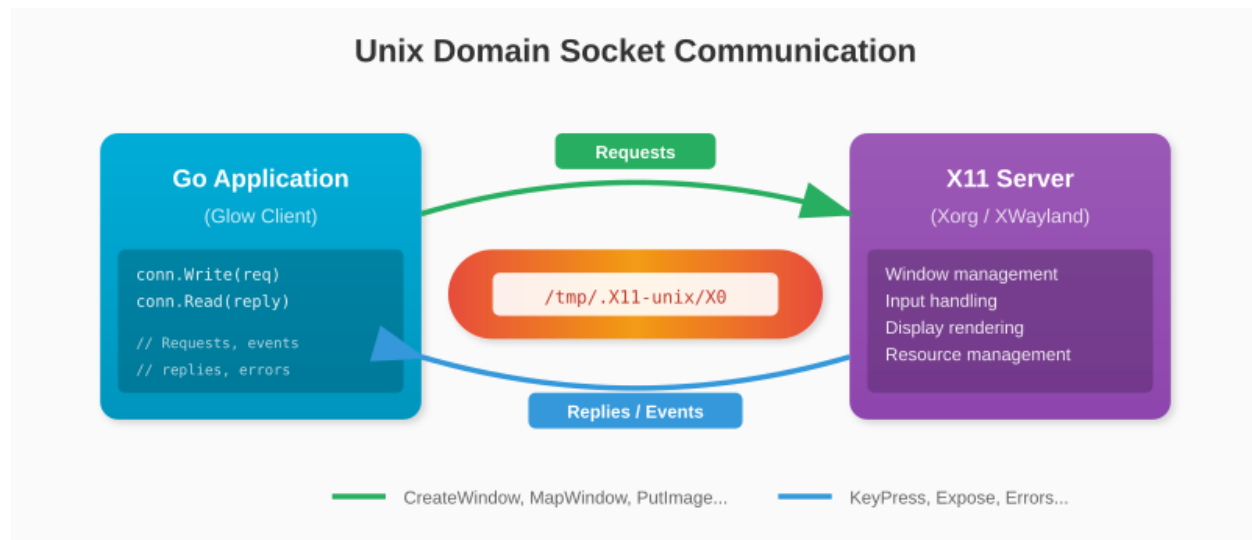 Unix Domain Socket Communication
Go Application
(Glow Client)
conn.Write(req)
conn.Read(reply)
// Requests, events
// replies, errors
Requests
/tmp/.X11-unix/X0
Replies / Events
X11 Server
(Xorg / XWayland)
Window management
Input handling
Display rendering
Resource management
CreateWindow, MapWindow, PutImage...
KeyPress, Expose, Errors...